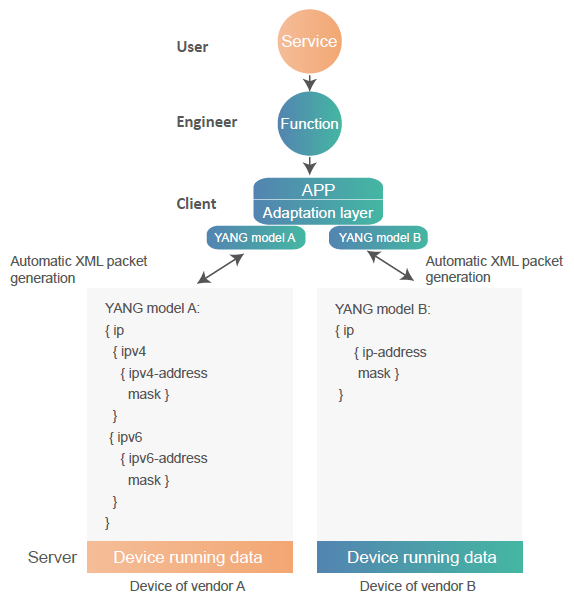 User
Service
Engineer
Function
Client
APP
Adaptation layer
YANG model A
YANG model B
Automatic XML packet
generation
Automatic XML packet
generation
YANG model A:
{ ip
{ ipv4
{ ipv4-address
mask }
}
{ ipv6
{ ipv6-address
mask }
}
}
YANG model B:
{ ip
{ ip-address
mask }
}
Server
Device running data
Device running data
Device of vendor A
Device of vendor B